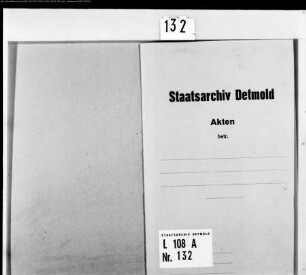 132
Staatsarchiv Detmold
Akten
betr.
STAATSARCHIV DETMOLD
L 108 A
Nr. 132